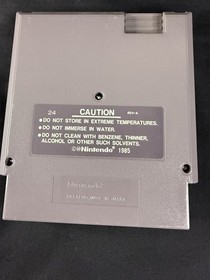 24 CAUTION REV-A
•DO NOT STORE IN EXTREME TEMPERATURES.
•DO NOT IMMERSE IN WATER.
•DO NOT CLEAN WITH BENZENE, THINNER,
ALCOHOL OR OTHER SUCH SOLVENTS.
©®Nintendo 1985